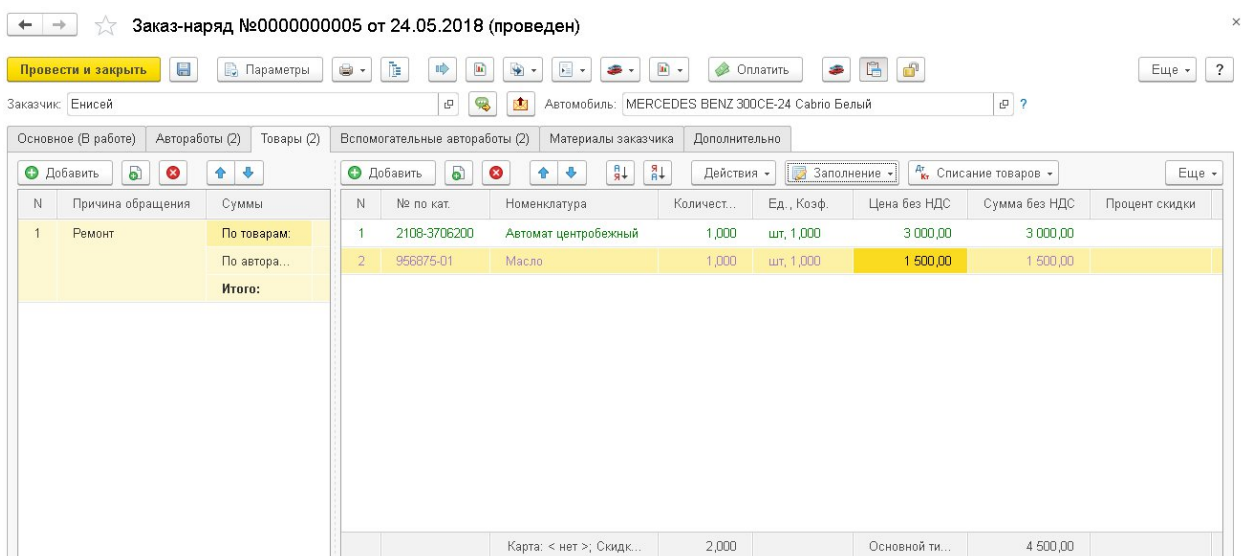 Заказ-наряд №0000000005 от 24.05.2018 (проведен)
Провести и закрыть Параметры Оплатить Еще ?
Заказчик: Енисей Автомобиль: MERCEDES BENZ 300CE-24 Cabrio Белый ?
Основное (В работе) Автоработы (2) Товары (2) Вспомогательные автоработы (2) Материалы заказчика Дополнительно
Добавить Добавить Действия Заполнение Дт Кт Списание товаров Еще
N Причина обращения Суммы N № по кат. Номенклатура Количест... Ед., Коэф. Цена без НДС Сумма без НДС Процент скидки
1 Ремонт По товарам: 1 2108-3706200 Автомат центробежный 1,000 шт, 1,000 3 000,00 3 000,00
По автора... 2 956875-01 Масло 1,000 шт, 1,000 1 500,00 1 500,00
Итого:
Карта: < нет >; Скидк... 2,000 Основной ти... 4 500,00